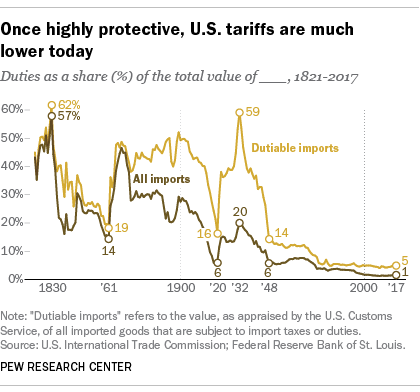 Once highly protective, U.S. tariffs are much
lower today
Duties as a share (%) of the total value of ___, 1821-2017
60%
62%
57%
59
50
Dutiable imports
40
All imports
30
20
20
19
16
14
14
10
6
6
5
1
0%
1830 '61 1900 '20 '32 '48 2000 '17
Note: "Dutiable imports" refers to the value, as appraised by the U.S. Customs
Service, of all imported goods that are subject to import taxes or duties.
Source: U.S. International Trade Commission; Federal Reserve Bank of St. Louis.
PEW RESEARCH CENTER